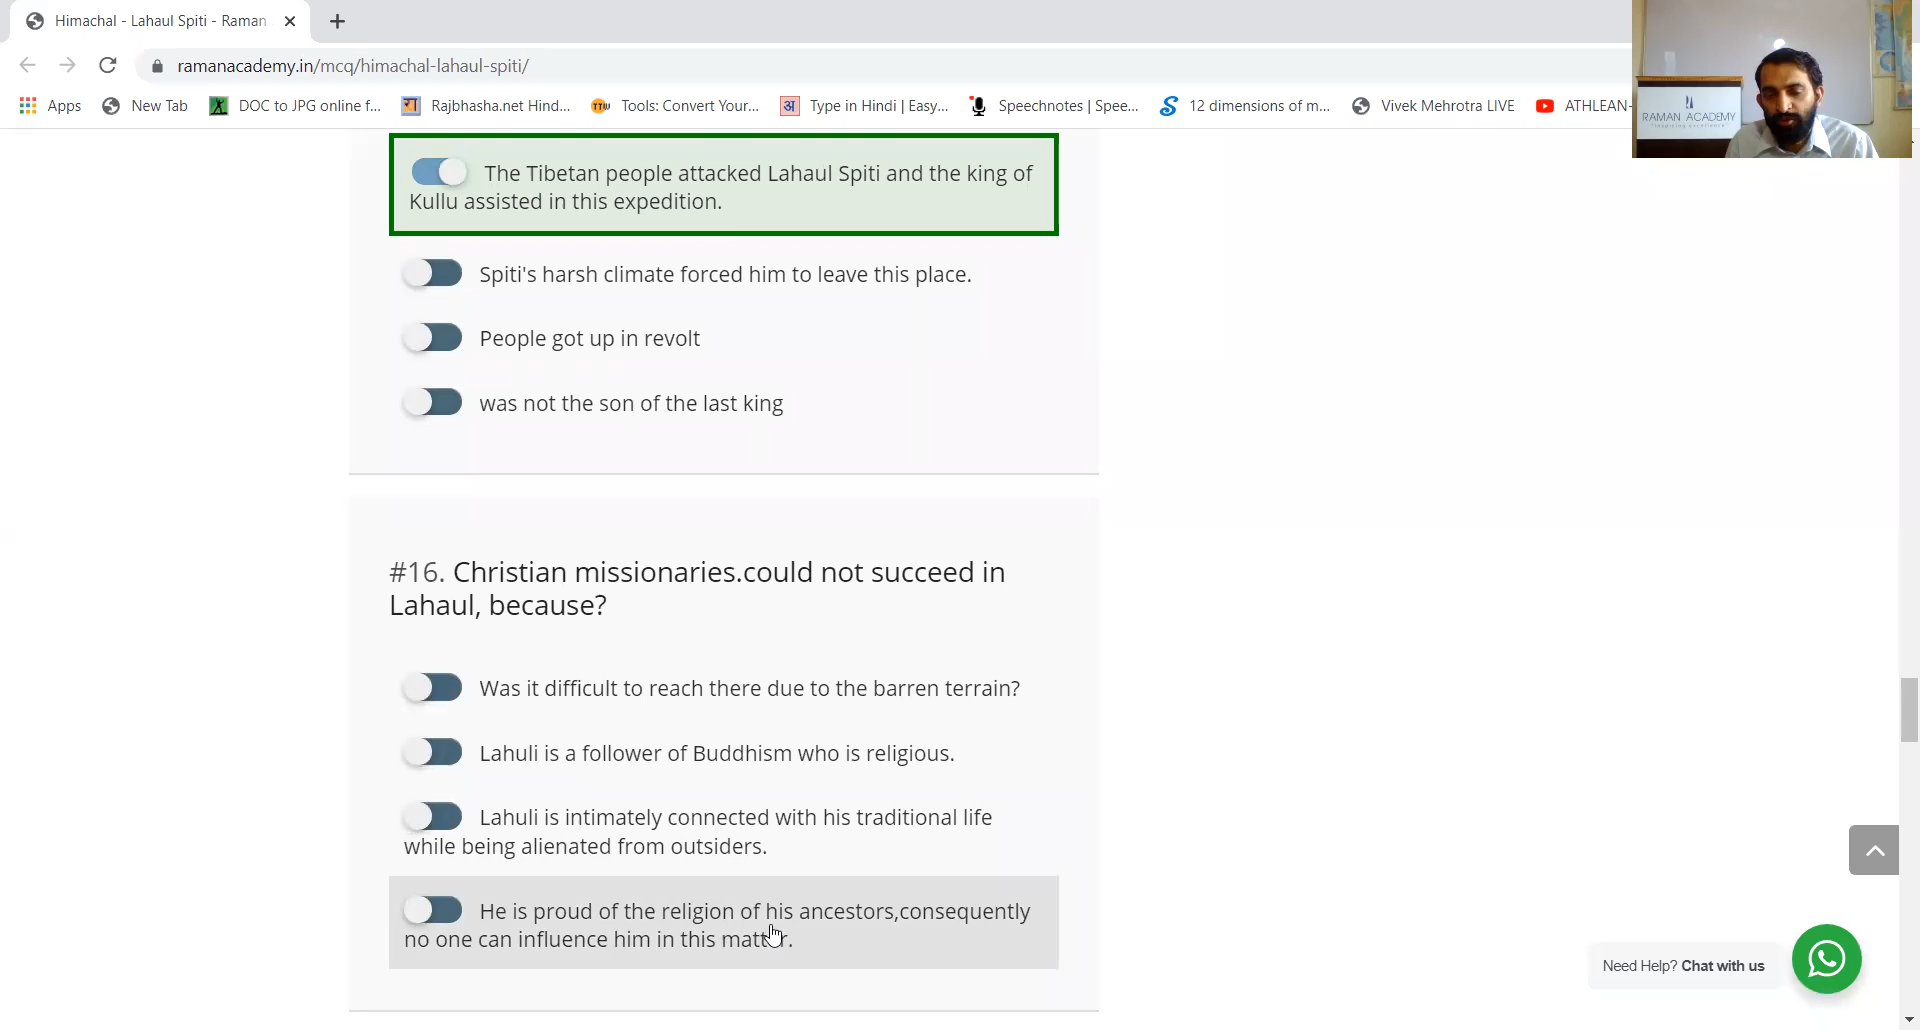 Himachal - Lahaul Spiti - Raman
ramanacademy.in/mcq/himachal-lahaul-spiti/
Apps New Tab DOC to JPG online f... Rajbhasha.net Hind... TTW Tools: Convert Your... अ Type in Hindi | Easy... Speechnotes | Spee... 12 dimensions of m... Vivek Mehrotra LIVE ATHLEAN-
RAMAN ACADEMY
The Tibetan people attacked Lahaul Spiti and the king of
Kullu assisted in this expedition.
Spiti's harsh climate forced him to leave this place.
People got up in revolt
was not the son of the last king
#16. Christian missionaries.could not succeed in
Lahaul, because?
Was it difficult to reach there due to the barren terrain?
Lahuli is a follower of Buddhism who is religious.
Lahuli is intimately connected with his traditional life
while being alienated from outsiders.
He is proud of the religion of his ancestors,consequently
no one can influence him in this matter.
Need Help? Chat with us